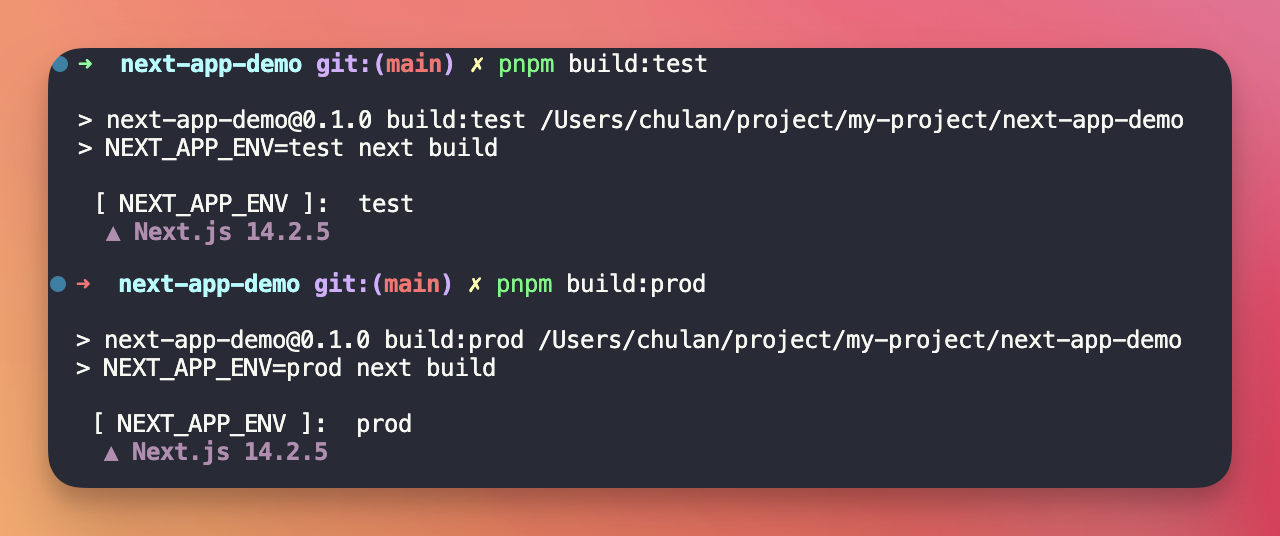 ➜ next-app-demo git:(main) ✗ pnpm build:test
> next-app-demo@0.1.0 build:test /Users/chulan/project/my-project/next-app-demo
> NEXT_APP_ENV=test next build
[ NEXT_APP_ENV ]: test
▲ Next.js 14.2.5
➜ next-app-demo git:(main) ✗ pnpm build:prod
> next-app-demo@0.1.0 build:prod /Users/chulan/project/my-project/next-app-demo
> NEXT_APP_ENV=prod next build
[ NEXT_APP_ENV ]: prod
▲ Next.js 14.2.5